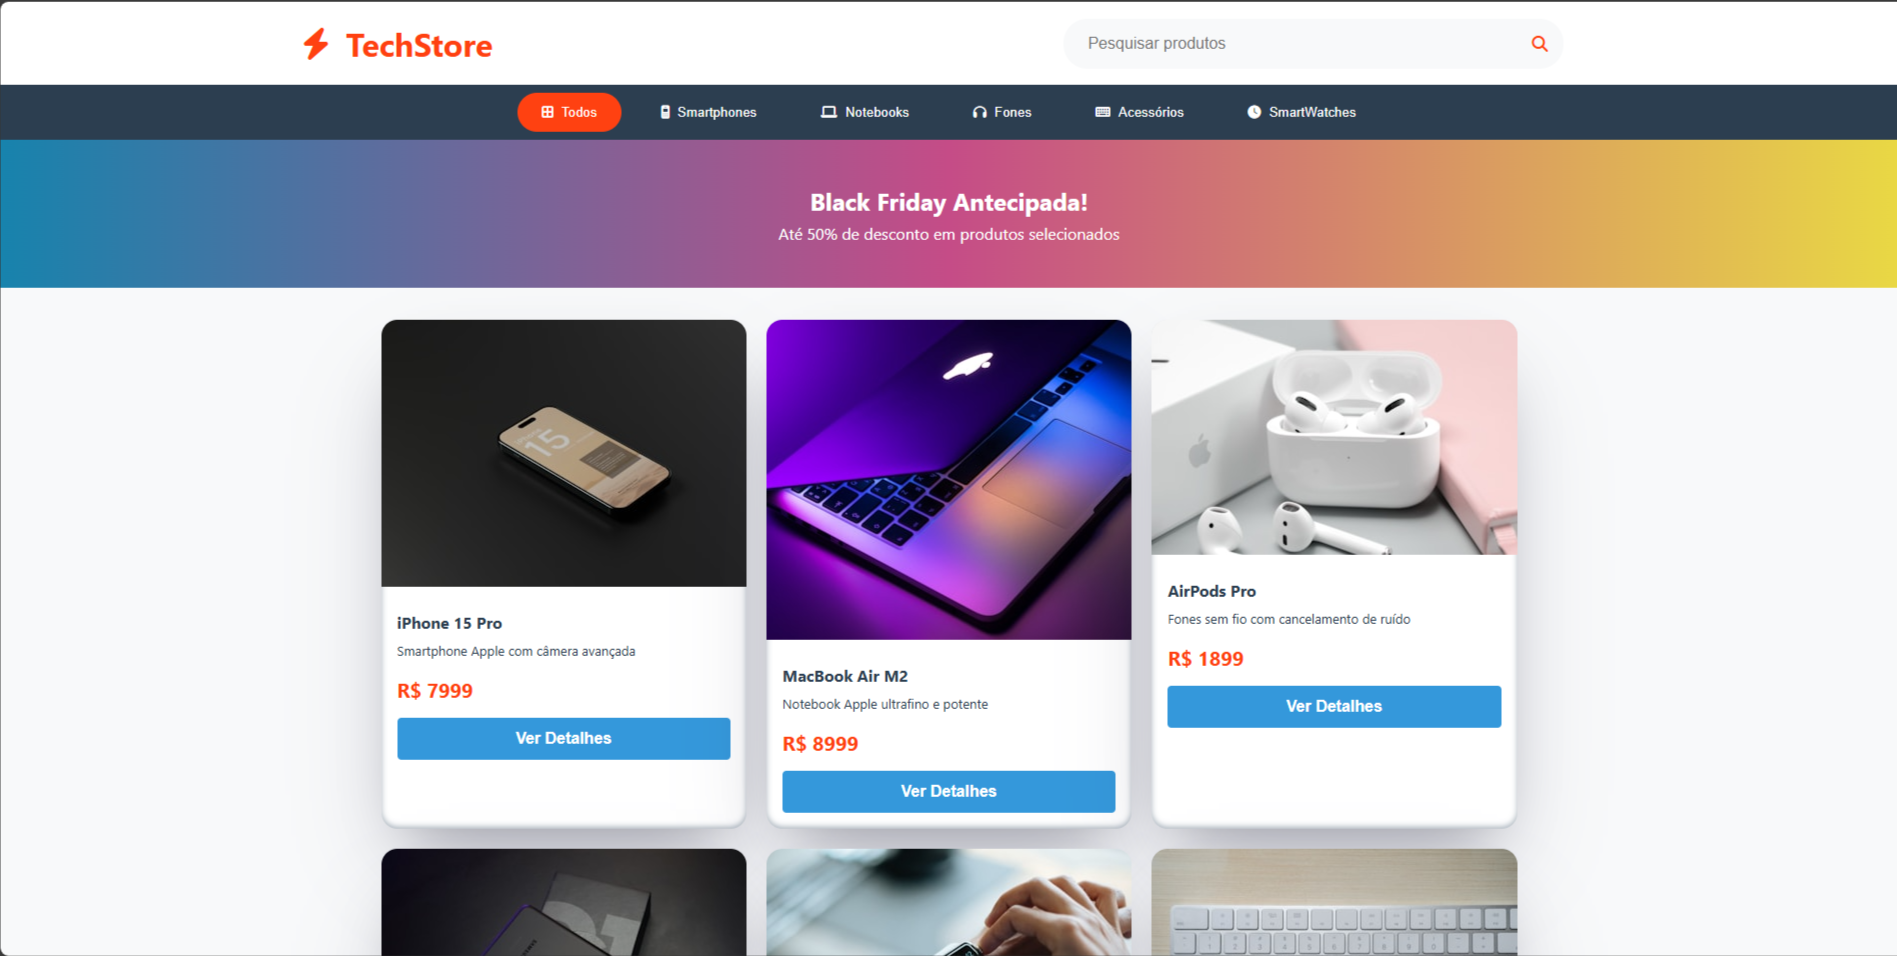 TechStore
Pesquisar produtos
Todos
Smartphones
Notebooks
Fones
Acessórios
SmartWatches
Black Friday Antecipada!
Até 50% de desconto em produtos selecionados
15
iPhone 15 Pro
Smartphone Apple com câmera avançada
R$ 7999
Ver Detalhes
MacBook Air M2
Notebook Apple ultrafino e potente
R$ 8999
Ver Detalhes
AirPods Pro
Fones sem fio com cancelamento de ruído
R$ 1899
Ver Detalhes